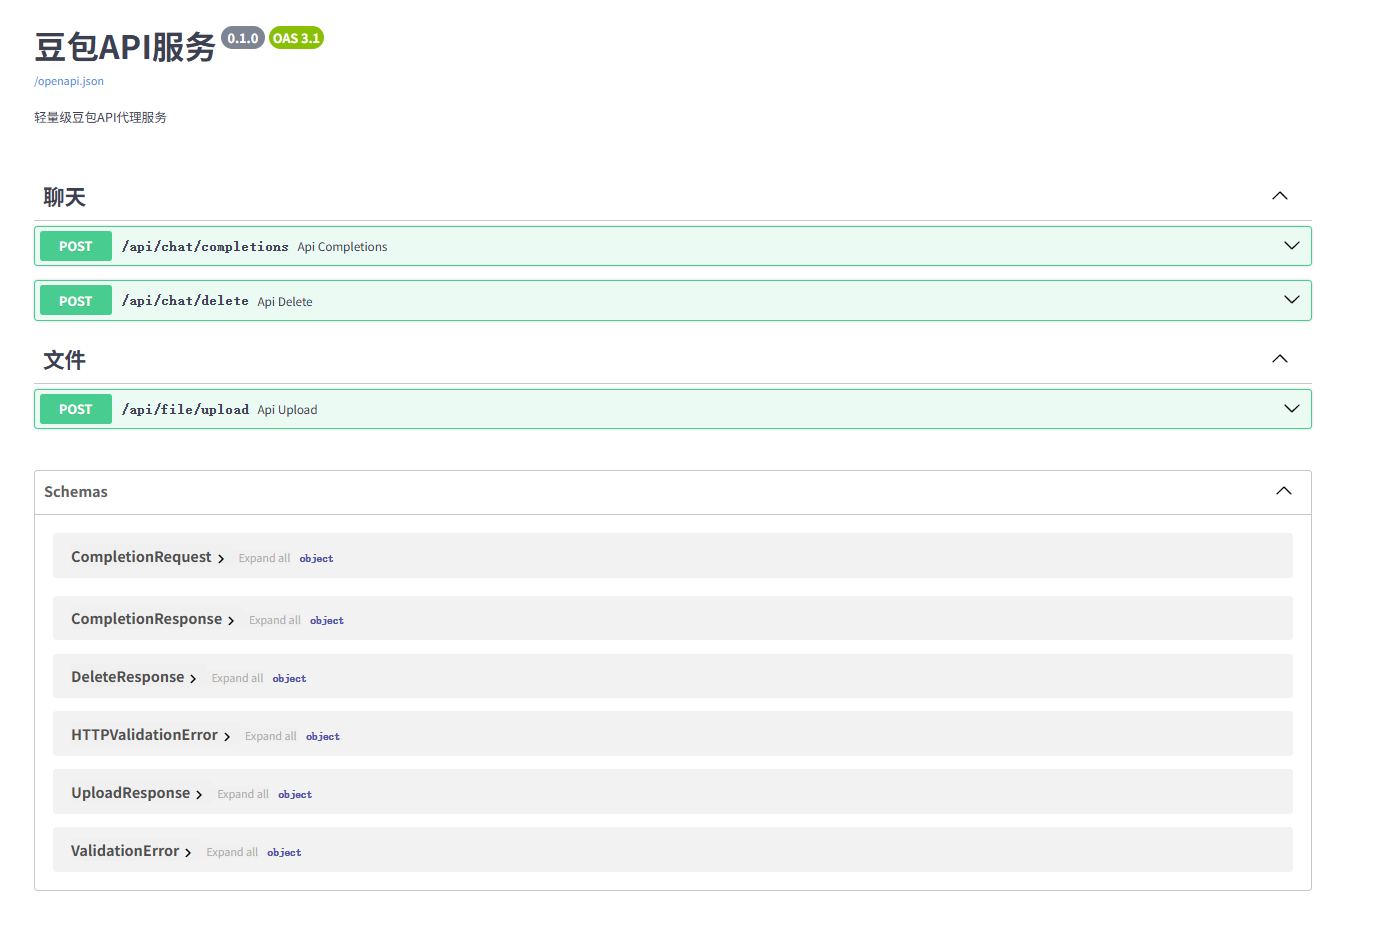 豆包API服务 0.1.0 OAS 3.1
/openapi.json
轻量级豆包API代理服务
聊天
POST /api/chat/completions Api Completions
POST /api/chat/delete Api Delete
文件
POST /api/file/upload Api Upload
Schemas
CompletionRequest Expand all object
CompletionResponse Expand all object
DeleteResponse Expand all object
HTTPValidationError Expand all object
UploadResponse Expand all object
ValidationError Expand all object